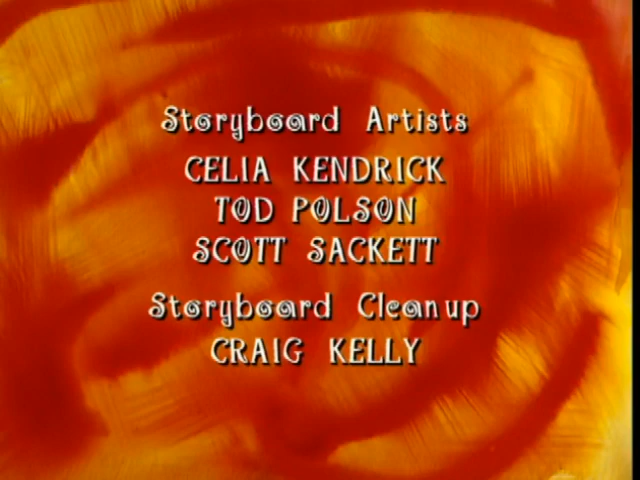 Storyboard Artists
CELIA KENDRICK
TOD POLSON
SCOTT SACKETT
Storyboard Cleanup
CRAIG KELLY